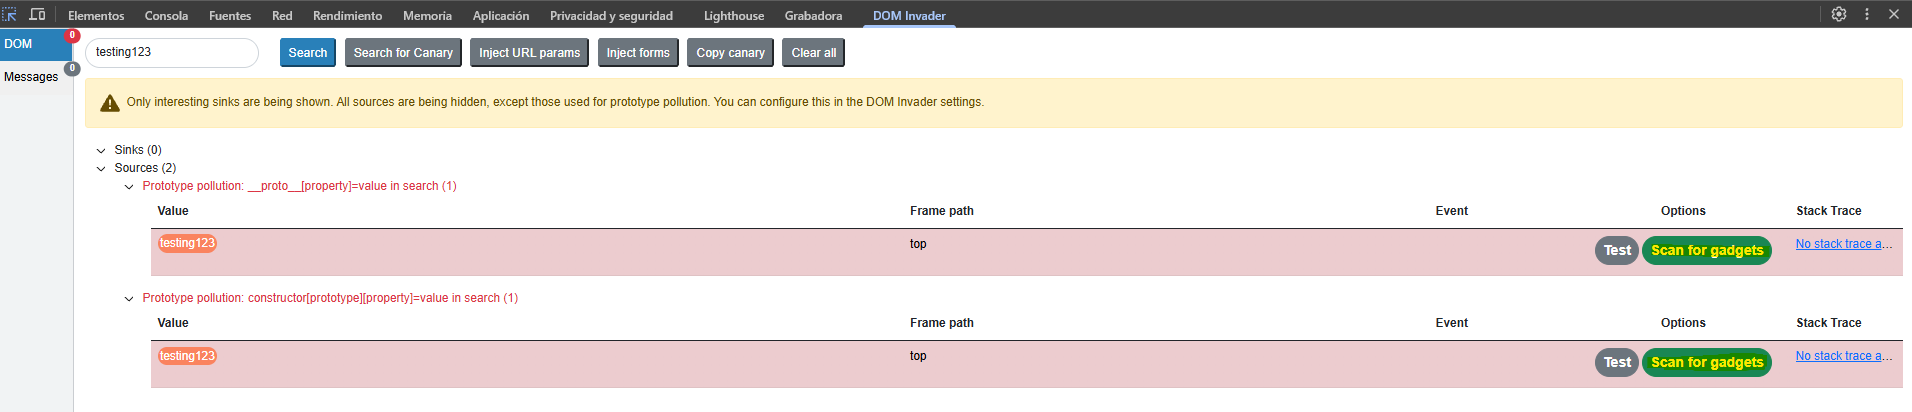 Elementos Consola Fuentes Red Rendimiento Memoria Aplicación Privacidad y seguridad Lighthouse Grabadora DOM Invader
DOM 0
Messages 0
testing123 Search Search for Canary Inject URL params Inject forms Copy canary Clear all
Only interesting sinks are being shown. All sources are being hidden, except those used for prototype pollution. You can configure this in the DOM Invader settings.
Sinks (0)
Sources (2)
Prototype pollution: __proto__[property]=value in search (1)
Value Frame path Event Options Stack Trace
testing123 top Test Scan for gadgets No stack trace a...
Prototype pollution: constructor[prototype][property]=value in search (1)
Value Frame path Event Options Stack Trace
testing123 top Test Scan for gadgets No stack trace a...